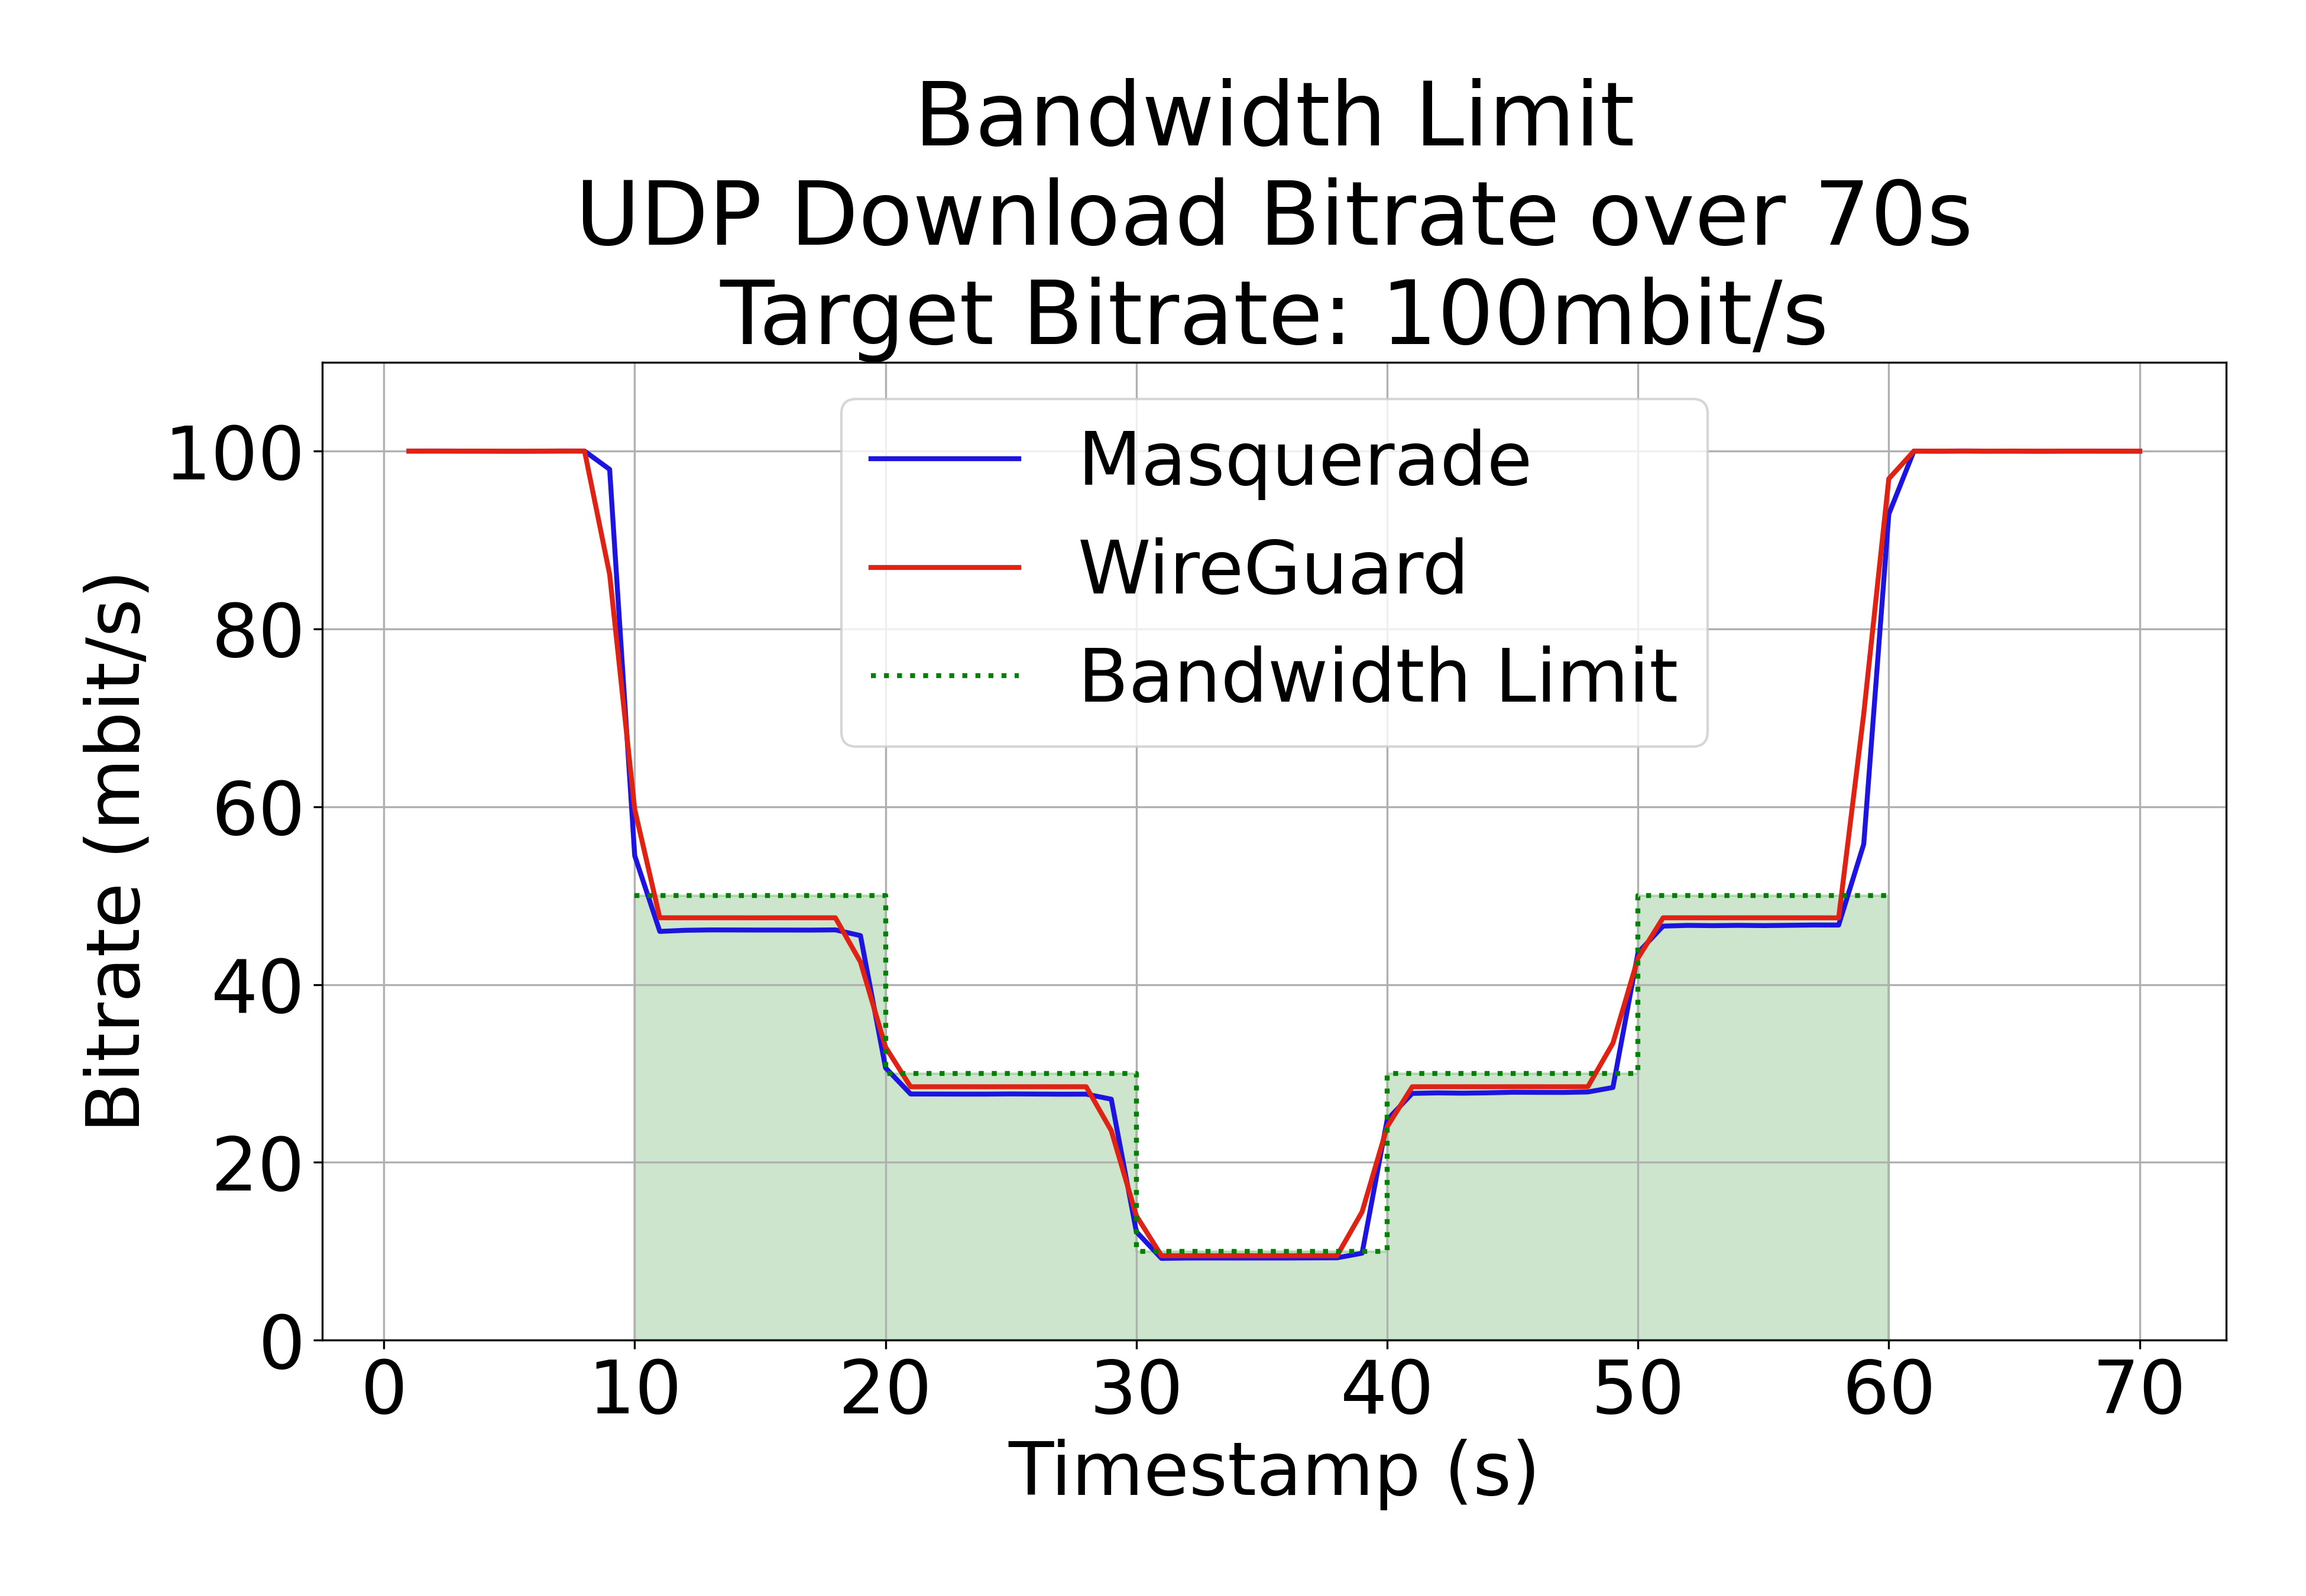 Bandwidth Limit
UDP Download Bitrate over 70s
Target Bitrate: 100mbit/s
Masquerade
WireGuard
Bandwidth Limit
Bitrate (mbit/s)
100
80
60
40
20
0
0 10 20 30 40 50 60 70
Timestamp (s)